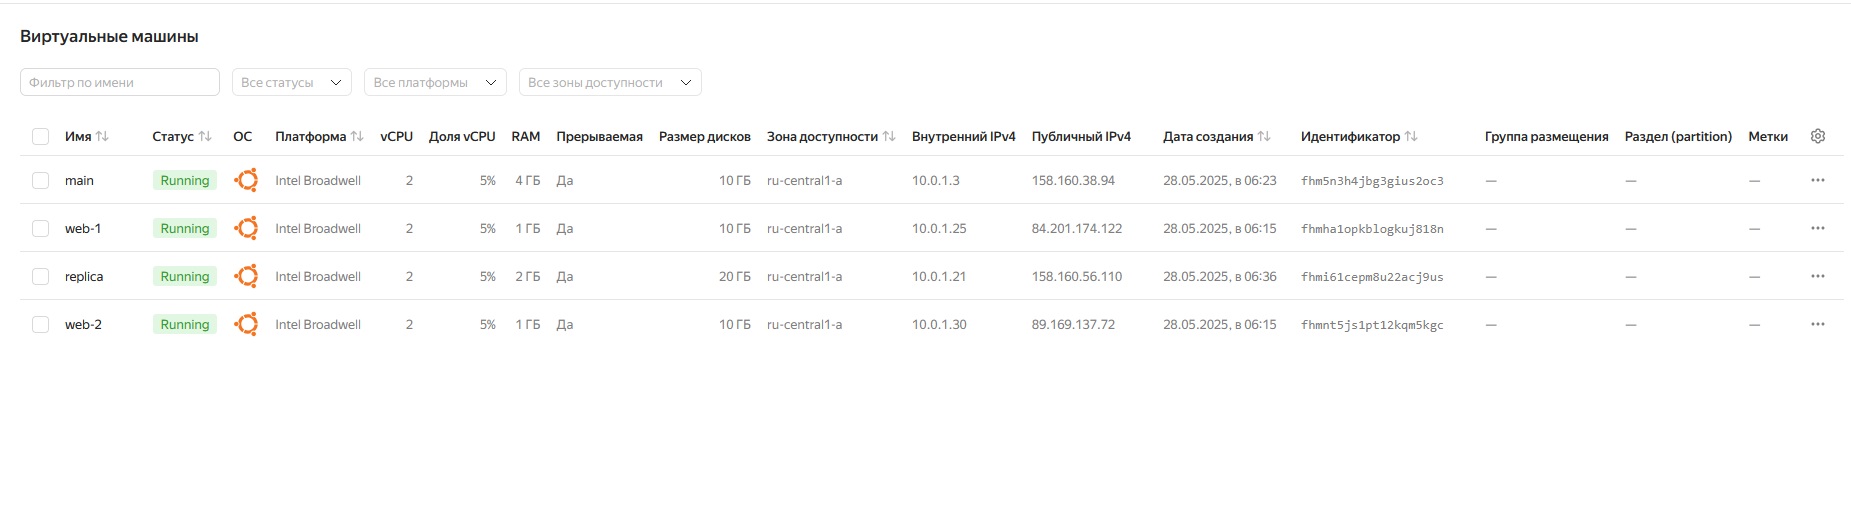 Виртуальные машины
Фильтр по имени Все статусы Все платформы Все зоны доступности
Имя Статус ОС Платформа vCPU Доля vCPU RAM Прерываемая Размер дисков Зона доступности Внутренний IPv4 Публичный IPv4 Дата создания Идентификатор Группа размещения Раздел (partition) Метки
main Running Intel Broadwell 2 5% 4 ГБ Да 10 ГБ ru-central1-a 10.0.1.3 158.160.38.94 28.05.2025, в 06:23 fhm5n3h4jbg3gius2oc3 — — —
web-1 Running Intel Broadwell 2 5% 1 ГБ Да 10 ГБ ru-central1-a 10.0.1.25 84.201.174.122 28.05.2025, в 06:15 fhmha1opkblogkuj818n — — —
replica Running Intel Broadwell 2 5% 2 ГБ Да 20 ГБ ru-central1-a 10.0.1.21 158.160.56.110 28.05.2025, в 06:36 fhmi61cepm8u22acj9us — — —
web-2 Running Intel Broadwell 2 5% 1 ГБ Да 10 ГБ ru-central1-a 10.0.1.30 89.169.137.72 28.05.2025, в 06:15 fhmnt5js1pt12kqm5kgc — — —